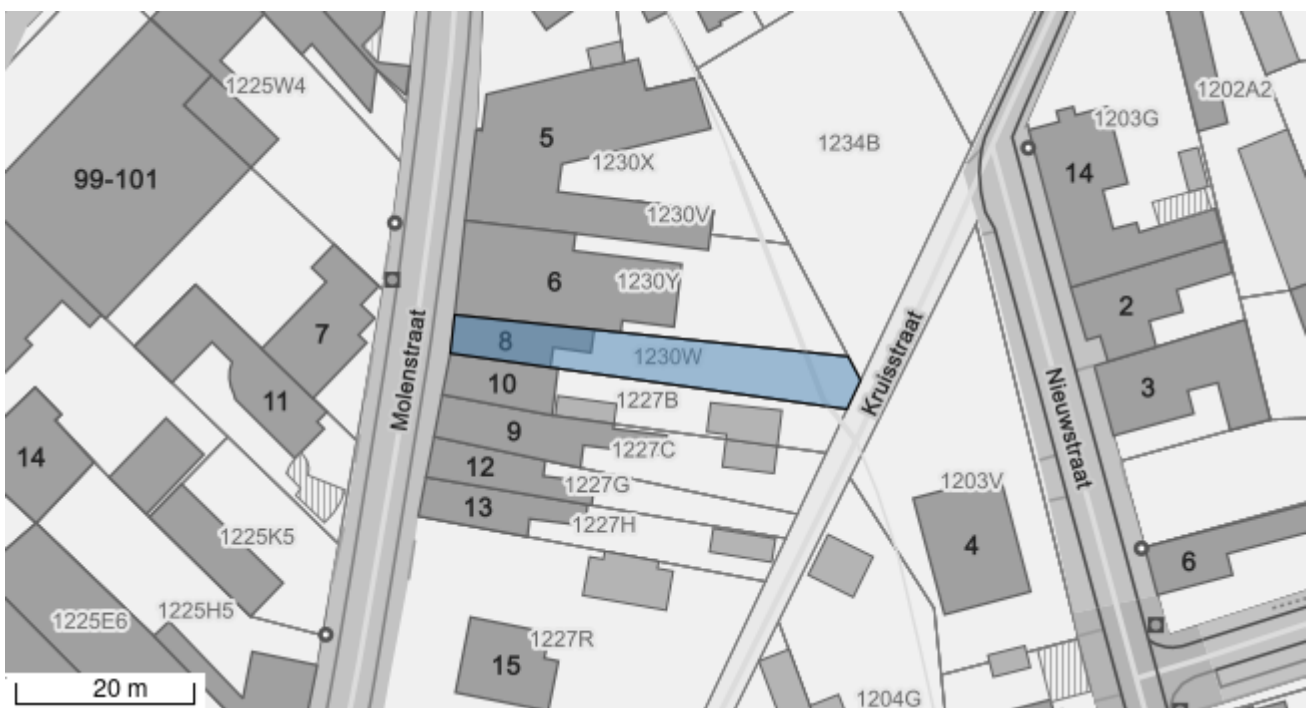 1225W4
1202A2
1203G
5
1234B
1230X
99-101
14
1230V
6
1230Y
2
7
8
1230W
Molenstraat
Kruisstraat
10
1227B
3
11
9
1227C
Nieuwstraat
14
12
1227G
1203V
13
1227H
1225K5
4
6
1225H5
1225E6
1227R
15
20 m
1204G